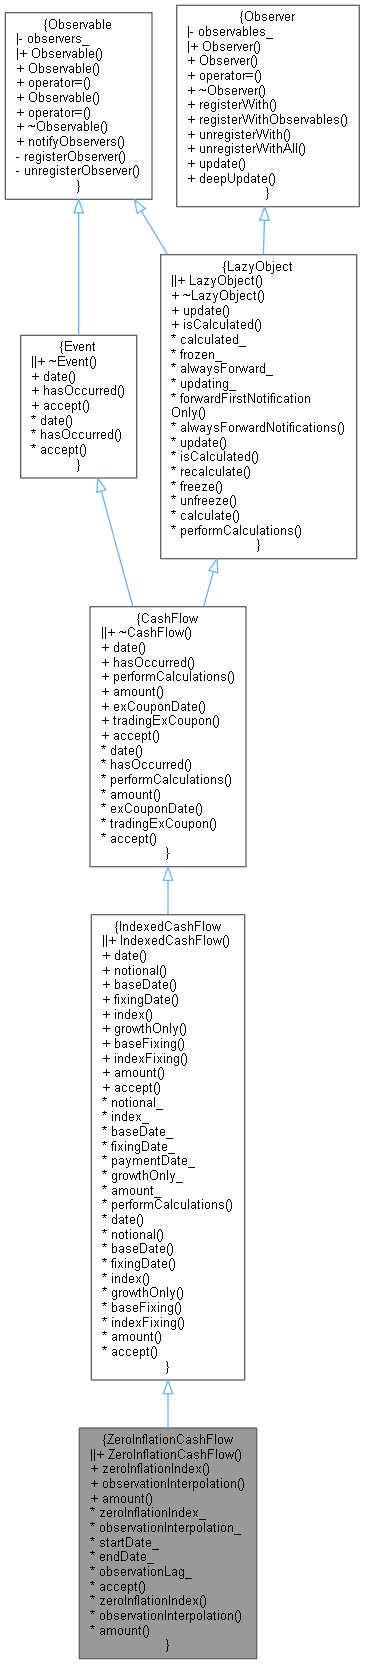 {Observable
|- observers_
|+ Observable()
+ Observable()
+ operator=()
+ Observable()
+ operator=()
+ ~Observable()
+ notifyObservers()
- registerObserver()
- unregisterObserver()
}
{Observer
|- observables_
|+ Observer()
+ Observer()
+ operator=()
+ ~Observer()
+ registerWith()
+ registerWithObservables()
+ unregisterWith()
+ unregisterWithAll()
+ update()
+ deepUpdate()
}
{LazyObject
||+ LazyObject()
+ ~LazyObject()
+ update()
+ isCalculated()
* calculated_
* frozen_
* alwaysForward_
* updating_
* forwardFirstNotification
Only()
* alwaysForwardNotifications()
* update()
* isCalculated()
* recalculate()
* freeze()
* unfreeze()
* calculate()
* performCalculations()
}
{Event
||+ ~Event()
+ date()
+ hasOccurred()
+ accept()
* date()
* hasOccurred()
* accept()
}
{CashFlow
||+ ~CashFlow()
+ date()
+ hasOccurred()
+ performCalculations()
+ amount()
+ exCouponDate()
+ tradingExCoupon()
+ accept()
* date()
* hasOccurred()
* performCalculations()
* amount()
* exCouponDate()
* tradingExCoupon()
* accept()
}
{IndexedCashFlow
||+ IndexedCashFlow()
+ date()
+ notional()
+ baseDate()
+ fixingDate()
+ index()
+ growthOnly()
+ baseFixing()
+ indexFixing()
+ amount()
+ accept()
* notional_
* index_
* baseDate_
* fixingDate_
* paymentDate_
* growthOnly_
* amount_
* performCalculations()
* date()
* notional()
* baseDate()
* fixingDate()
* index()
* growthOnly()
* baseFixing()
* indexFixing()
* amount()
* accept()
}
{ZeroInflationCashFlow
||+ ZeroInflationCashFlow()
+ zeroInflationIndex()
+ observationInterpolation()
+ amount()
* zeroInflationIndex_
* observationInterpolation_
* startDate_
* endDate_
* observationLag_
* accept()
* zeroInflationIndex()
* observationInterpolation()
* amount()
}